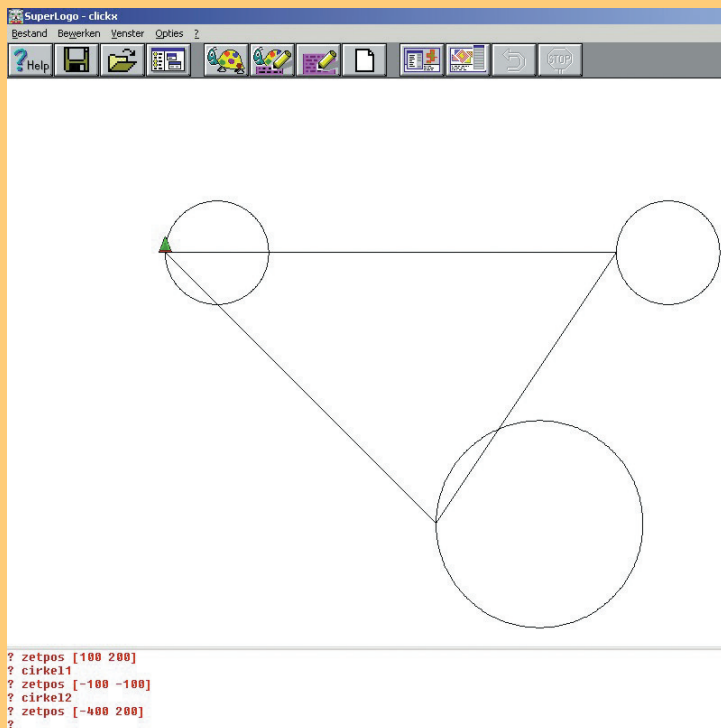 SuperLogo - clickx
Bestand Bewerken Venster Opties ?
? Help
STOP
? zetpos [100 200]
? cirkel1
? zetpos [-100 -100]
? cirkel2
? zetpos [-400 200]
?